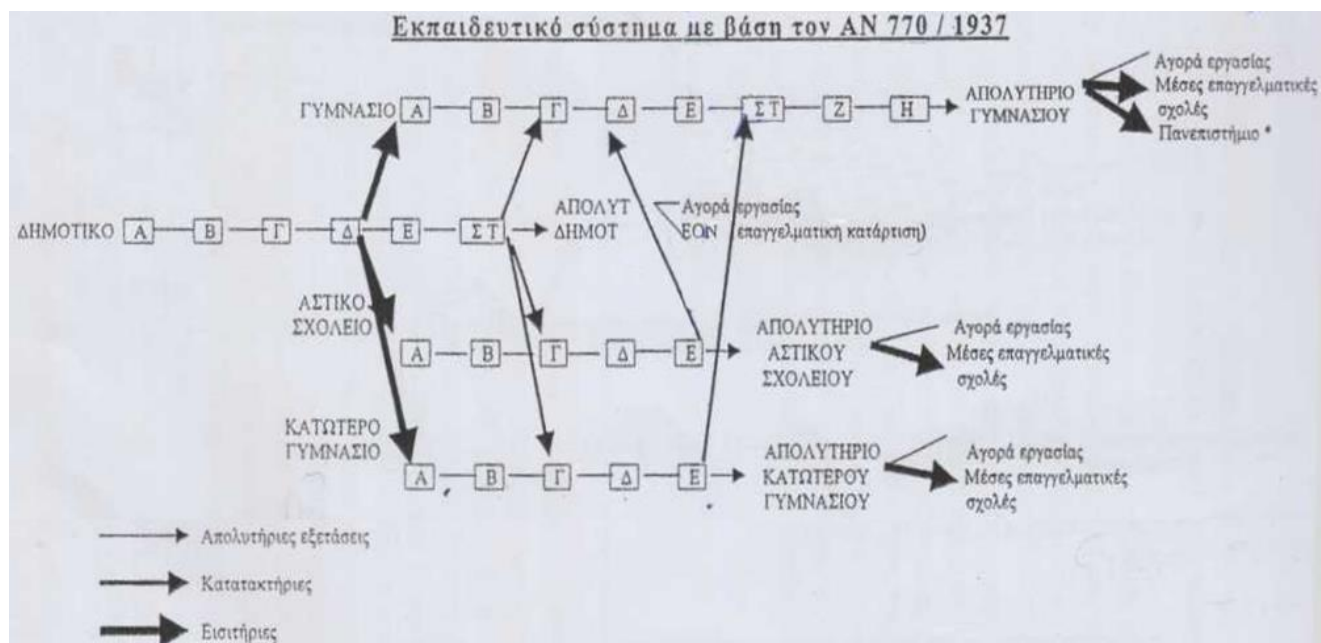 Εκπαιδευτικό σύστημα με βάση τον ΑΝ 770 / 1937
ΓΥΜΝΑΣΙΟ Α Β Γ Δ Ε ΣΤ Ζ Η ΑΠΟΛΥΤΗΡΙΟ
ΓΥΜΝΑΣΙΟΥ
Αγορά εργασίας
Μέσες επαγγελματικές
σχολές
Πανεπιστήμιο *
ΔΗΜΟΤΙΚΟ Α Β Γ Δ Ε ΣΤ ΑΠΟΛΥΤ
ΔΗΜΟΤ
Αγορά εργασίας
ΕΟΝ επαγγελματική κατάρτιση)
ΑΣΤΙΚΟ
ΣΧΟΛΕΙΟ
Α Β Γ Δ Ε
ΑΠΟΛΥΤΗΡΙΟ
ΑΣΤΙΚΟΥ
ΣΧΟΛΕΙΟΥ
Αγορά εργασίας
Μέσες επαγγελματικές
σχολές
ΚΑΤΩΤΕΡΟ
ΓΥΜΝΑΣΙΟ
Α Β Γ Δ Ε
ΑΠΟΛΥΤΗΡΙΟ
ΚΑΤΩΤΕΡΟΥ
ΓΥΜΝΑΣΙΟΥ
Αγορά εργασίας
Μέσες επαγγελματικές
σχολές
Απολυτήριες εξετάσεις
Κατατακτήριες
Εισιτήριες